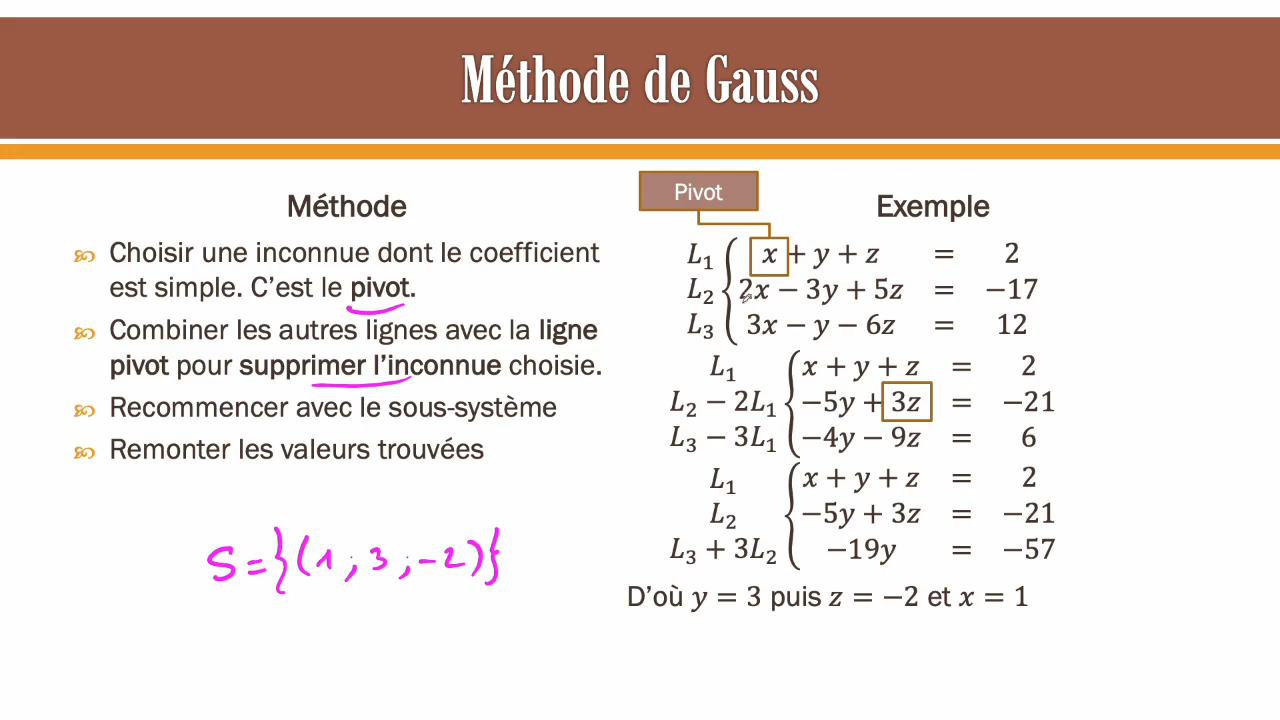 Méthode de Gauss
Méthode
Choisir une inconnue dont le coefficient
est simple. C’est le pivot.
Combiner les autres lignes avec la ligne
pivot pour supprimer l’inconnue choisie.
Recommencer avec le sous-système
Remonter les valeurs trouvées
S={(1 ; 3 ; -2)}
Pivot
Exemple
L₁ { x + y + z = 2
L₂ { 2x − 3y + 5z = −17
L₃ { 3x − y − 6z = 12
L₁ { x + y + z = 2
L₂ − 2L₁ { −5y + 3z = −21
L₃ − 3L₁ { −4y − 9z = 6
L₁ { x + y + z = 2
L₂ { −5y + 3z = −21
L₃ + 3L₂ { −19y = −57
D’où y = 3 puis z = −2 et x = 1